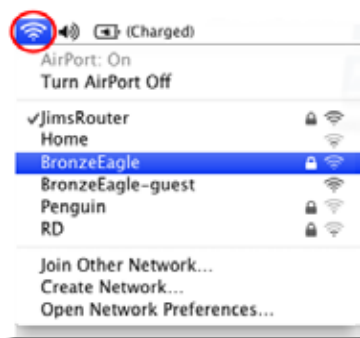 (Charged)
AirPort: On
Turn AirPort Off
✓JimsRouter
Home
BronzeEagle
BronzeEagle-guest
Penguin
RD
Join Other Network...
Create Network...
Open Network Preferences...